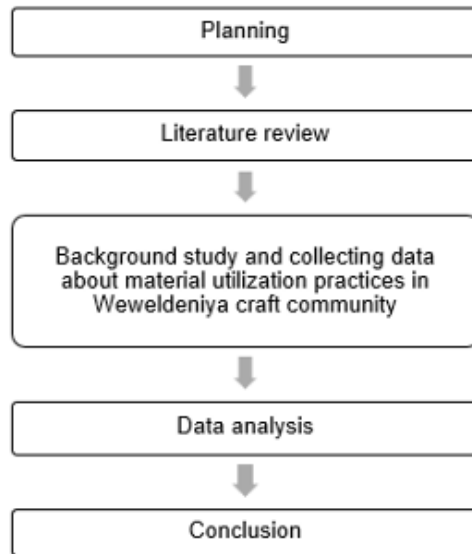 Planning
Literature review
Background study and collecting data
about material utilization practices in
Weweldeniya craft community
Data analysis
Conclusion